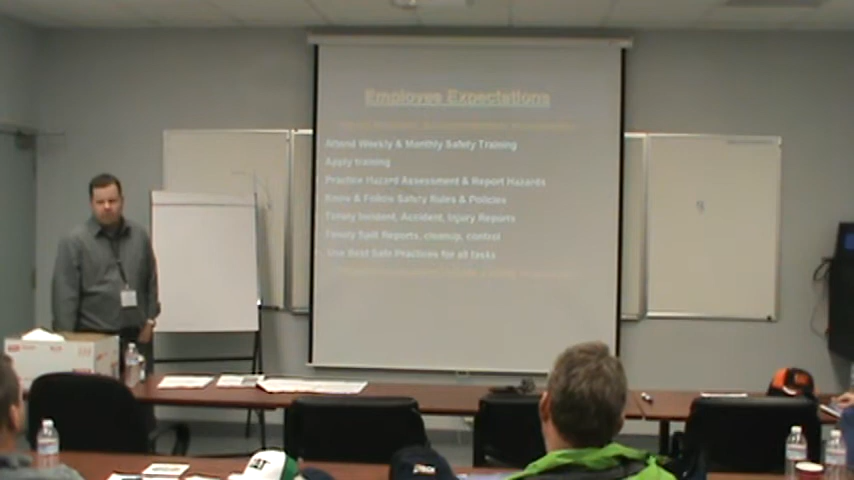 Employee Expectations
Attend Weekly & Monthly Safety Training
Apply training
Practice Hazard Assessment & Report Hazards
Know & Follow Safety Rules & Policies
Timely Incident, Accident, Injury Reports
Timely Spill Reports, cleanup, control
Use Best Safe Practices for all tasks
CAT